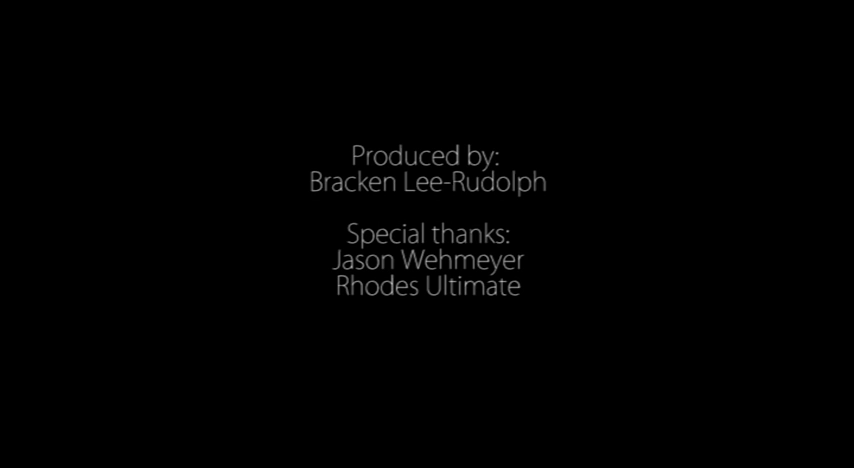 Produced by:
Bracken Lee-Rudolph
Special thanks:
Jason Wehmeyer
Rhodes Ultimate